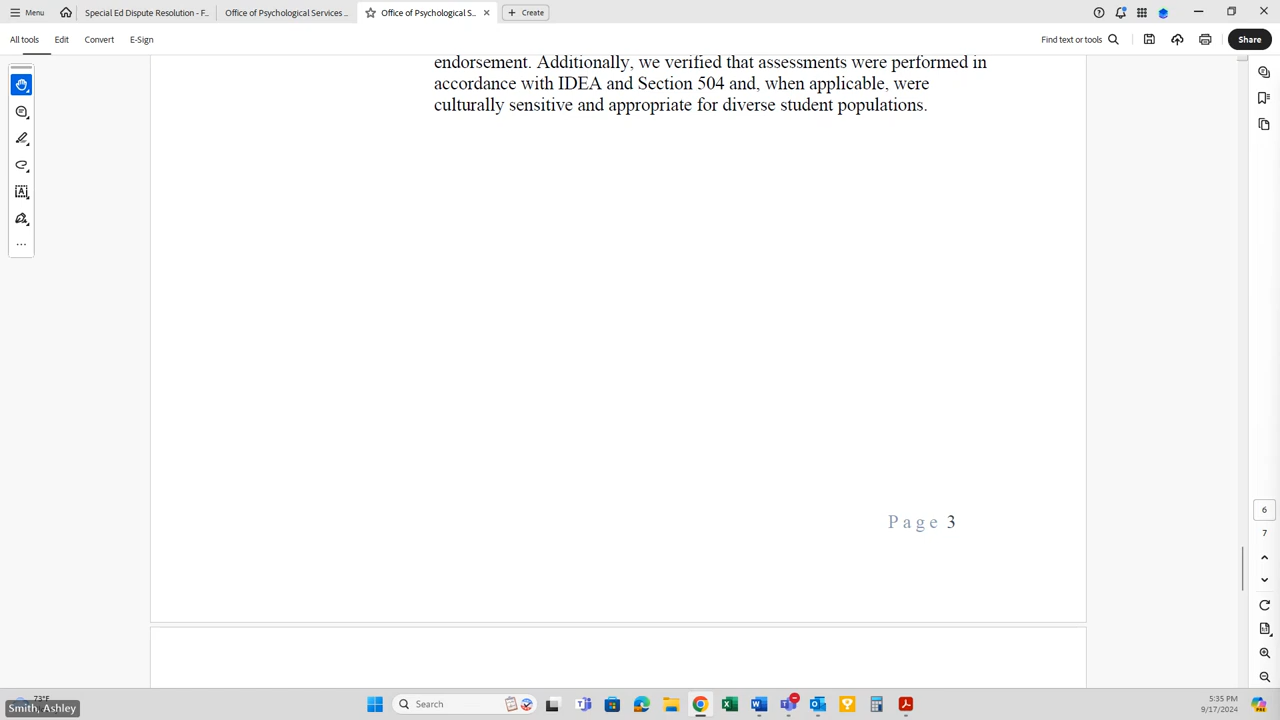 Menu
Special Ed Dispute Resolution - F...
Office of Psychological Services ...
Office of Psychological S...
Create
All tools
Edit
Convert
E-Sign
Find text or tools
Share
endorsement. Additionally, we verified that assessments were performed in
accordance with IDEA and Section 504 and, when applicable, were
culturally sensitive and appropriate for diverse student populations.
Page 3
6
7
73°F
Smith, Ashley
Search
5:35 PM
9/17/2024